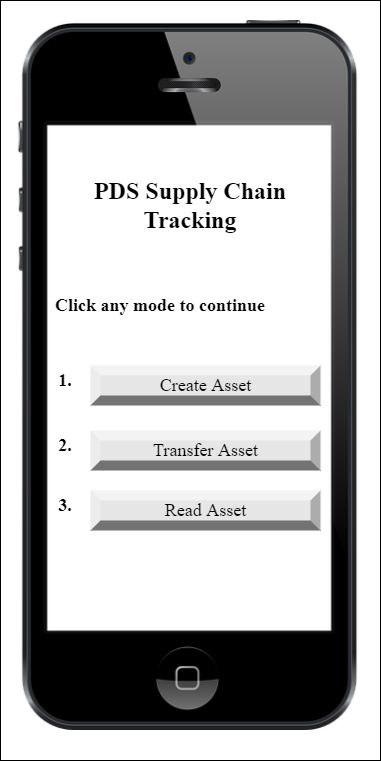 PDS Supply Chain
Tracking
Click any mode to continue
1. Create Asset
2. Transfer Asset
3. Read Asset